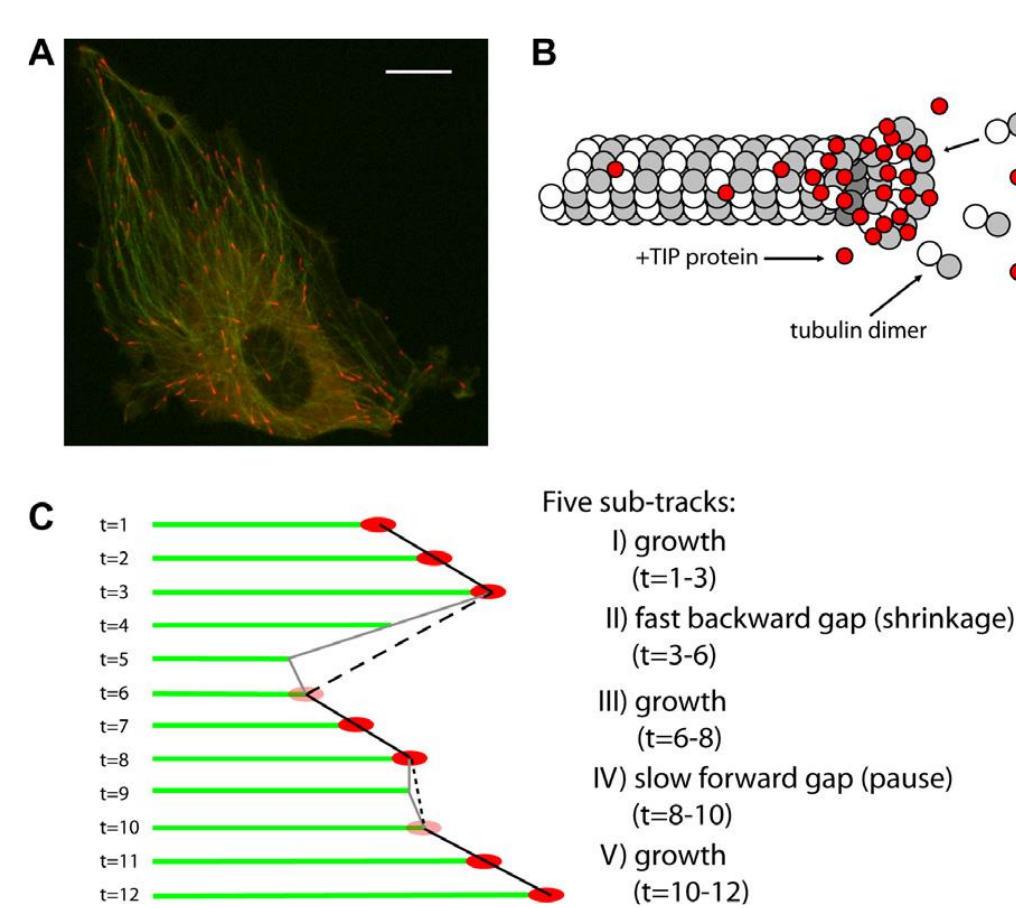 A
B
+TIP protein
tubulin dimer
C
t=1
t=2
t=3
t=4
t=5
t=6
t=7
t=8
t=9
t=10
t=11
t=12
Five sub-tracks:
I) growth
(t=1-3)
II) fast backward gap (shrinkage)
(t=3-6)
III) growth
(t=6-8)
IV) slow forward gap (pause)
(t=8-10)
V) growth
(t=10-12)